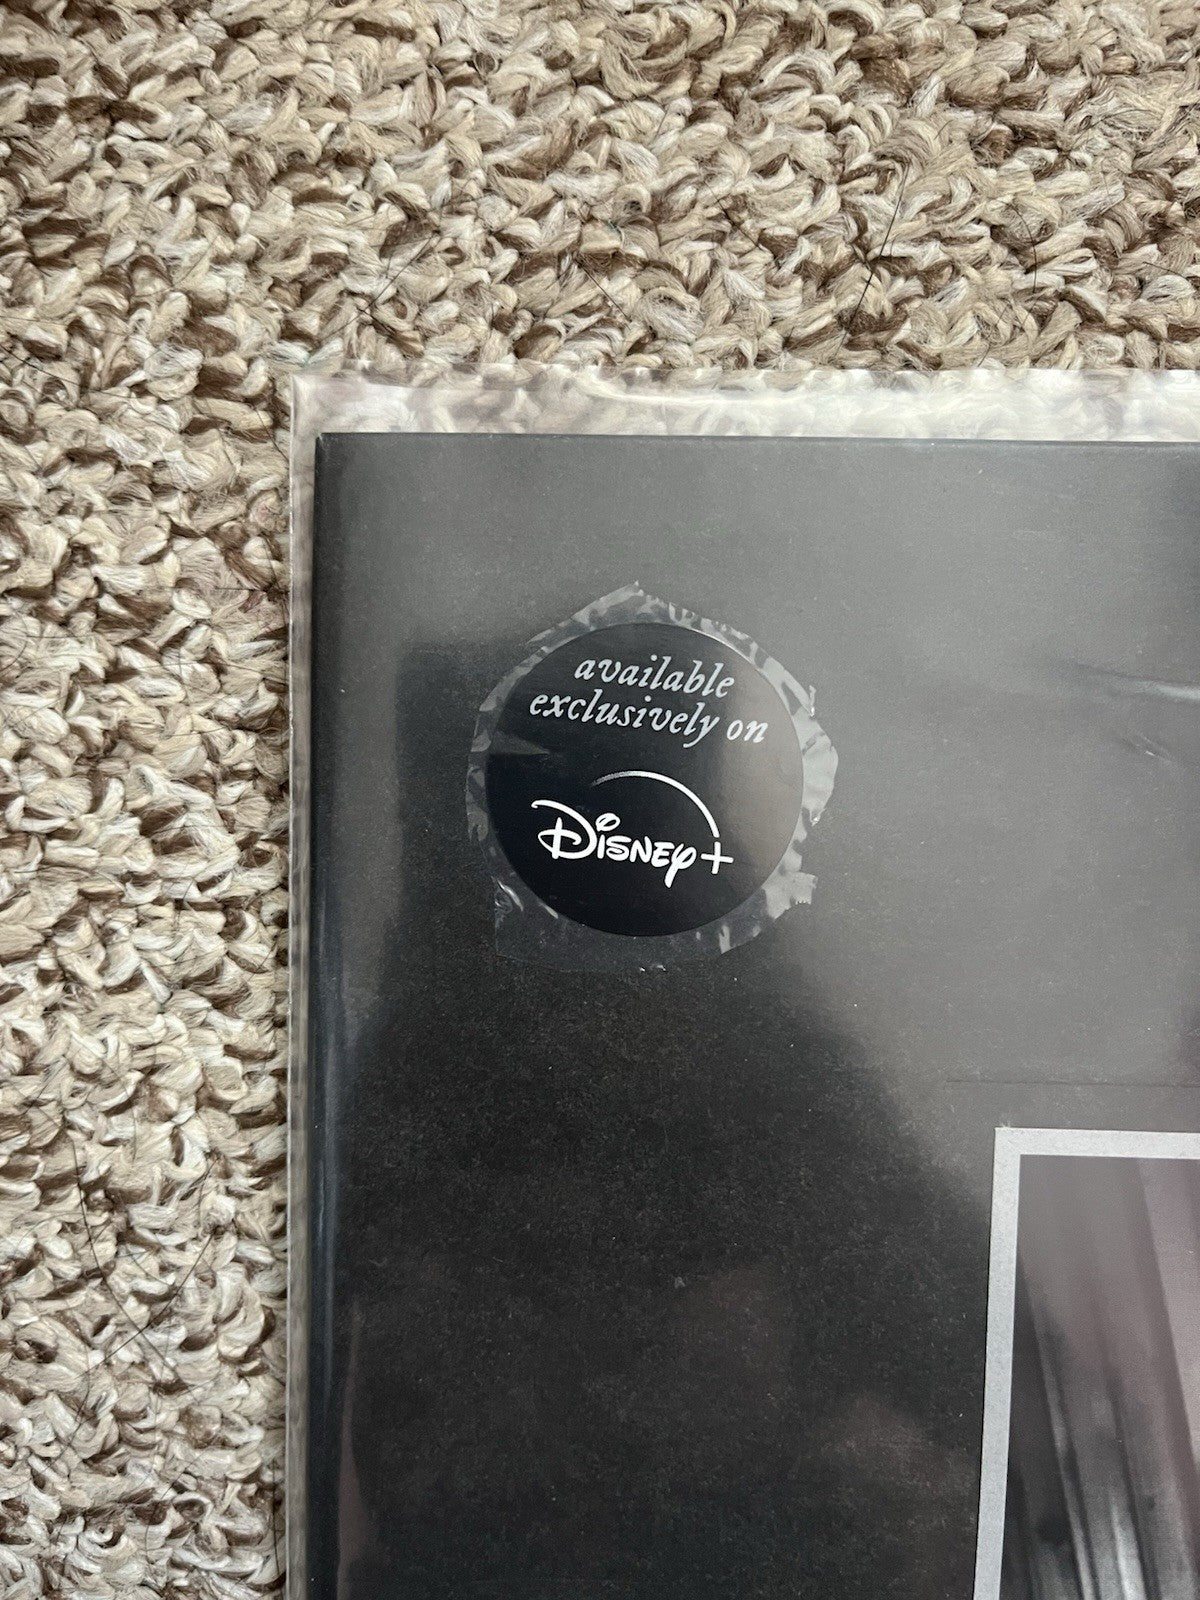 available
exclusively on
Disney+